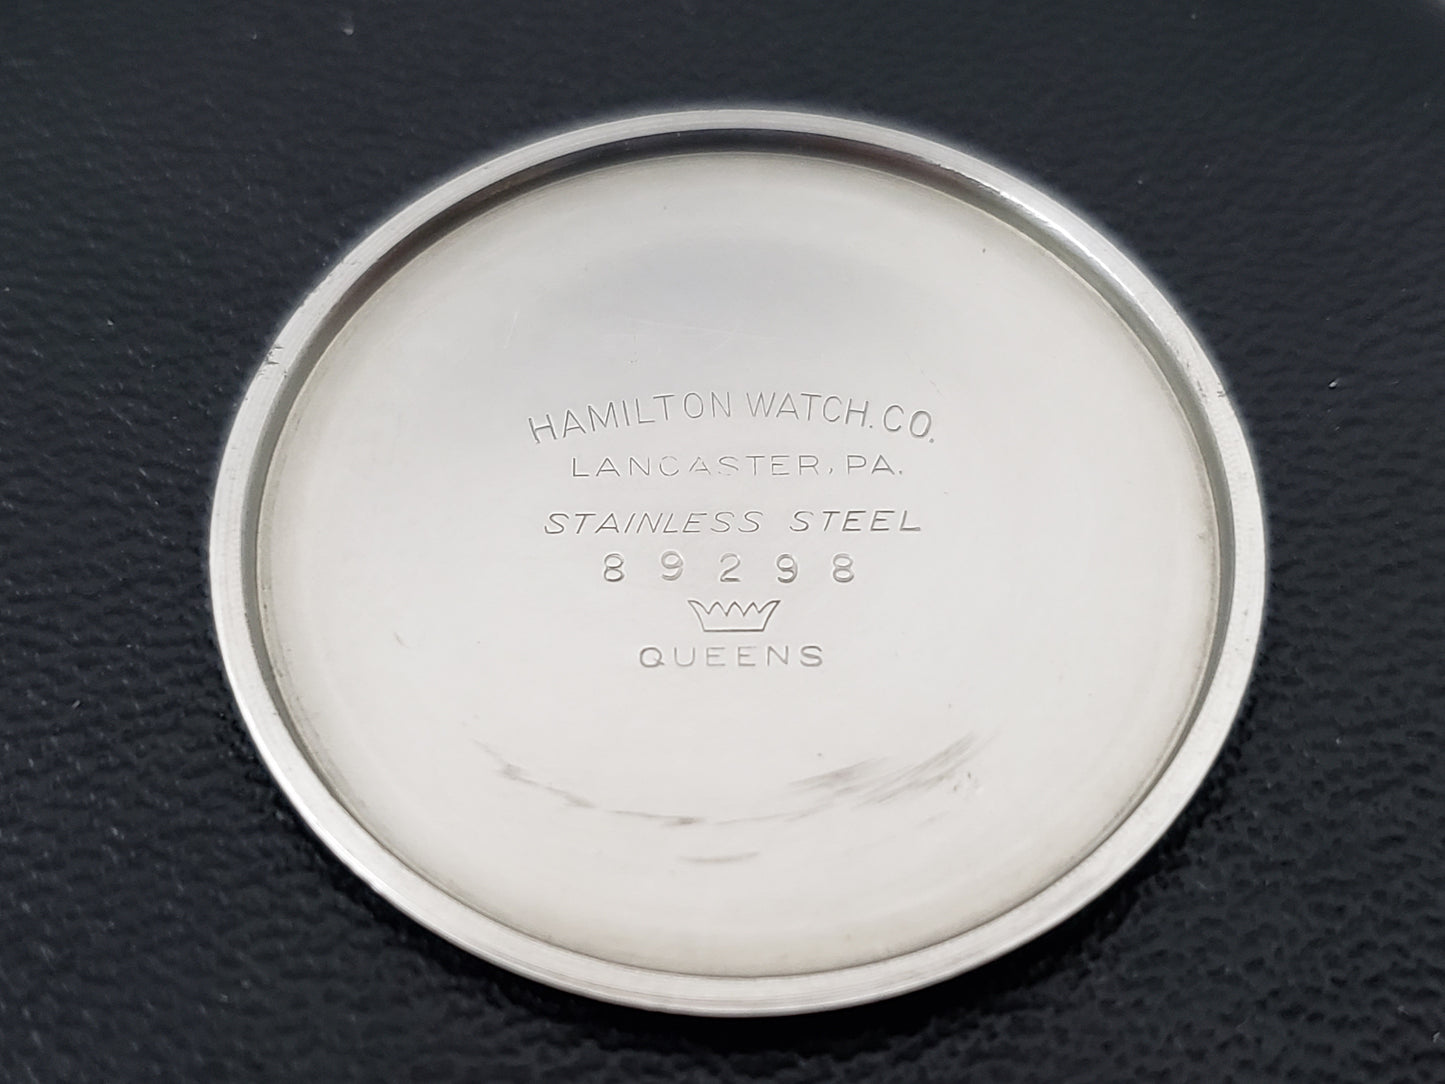 HAMILTON WATCH.CO.
LANCASTER, PA.
STAINLESS STEEL
89298
QUEENS